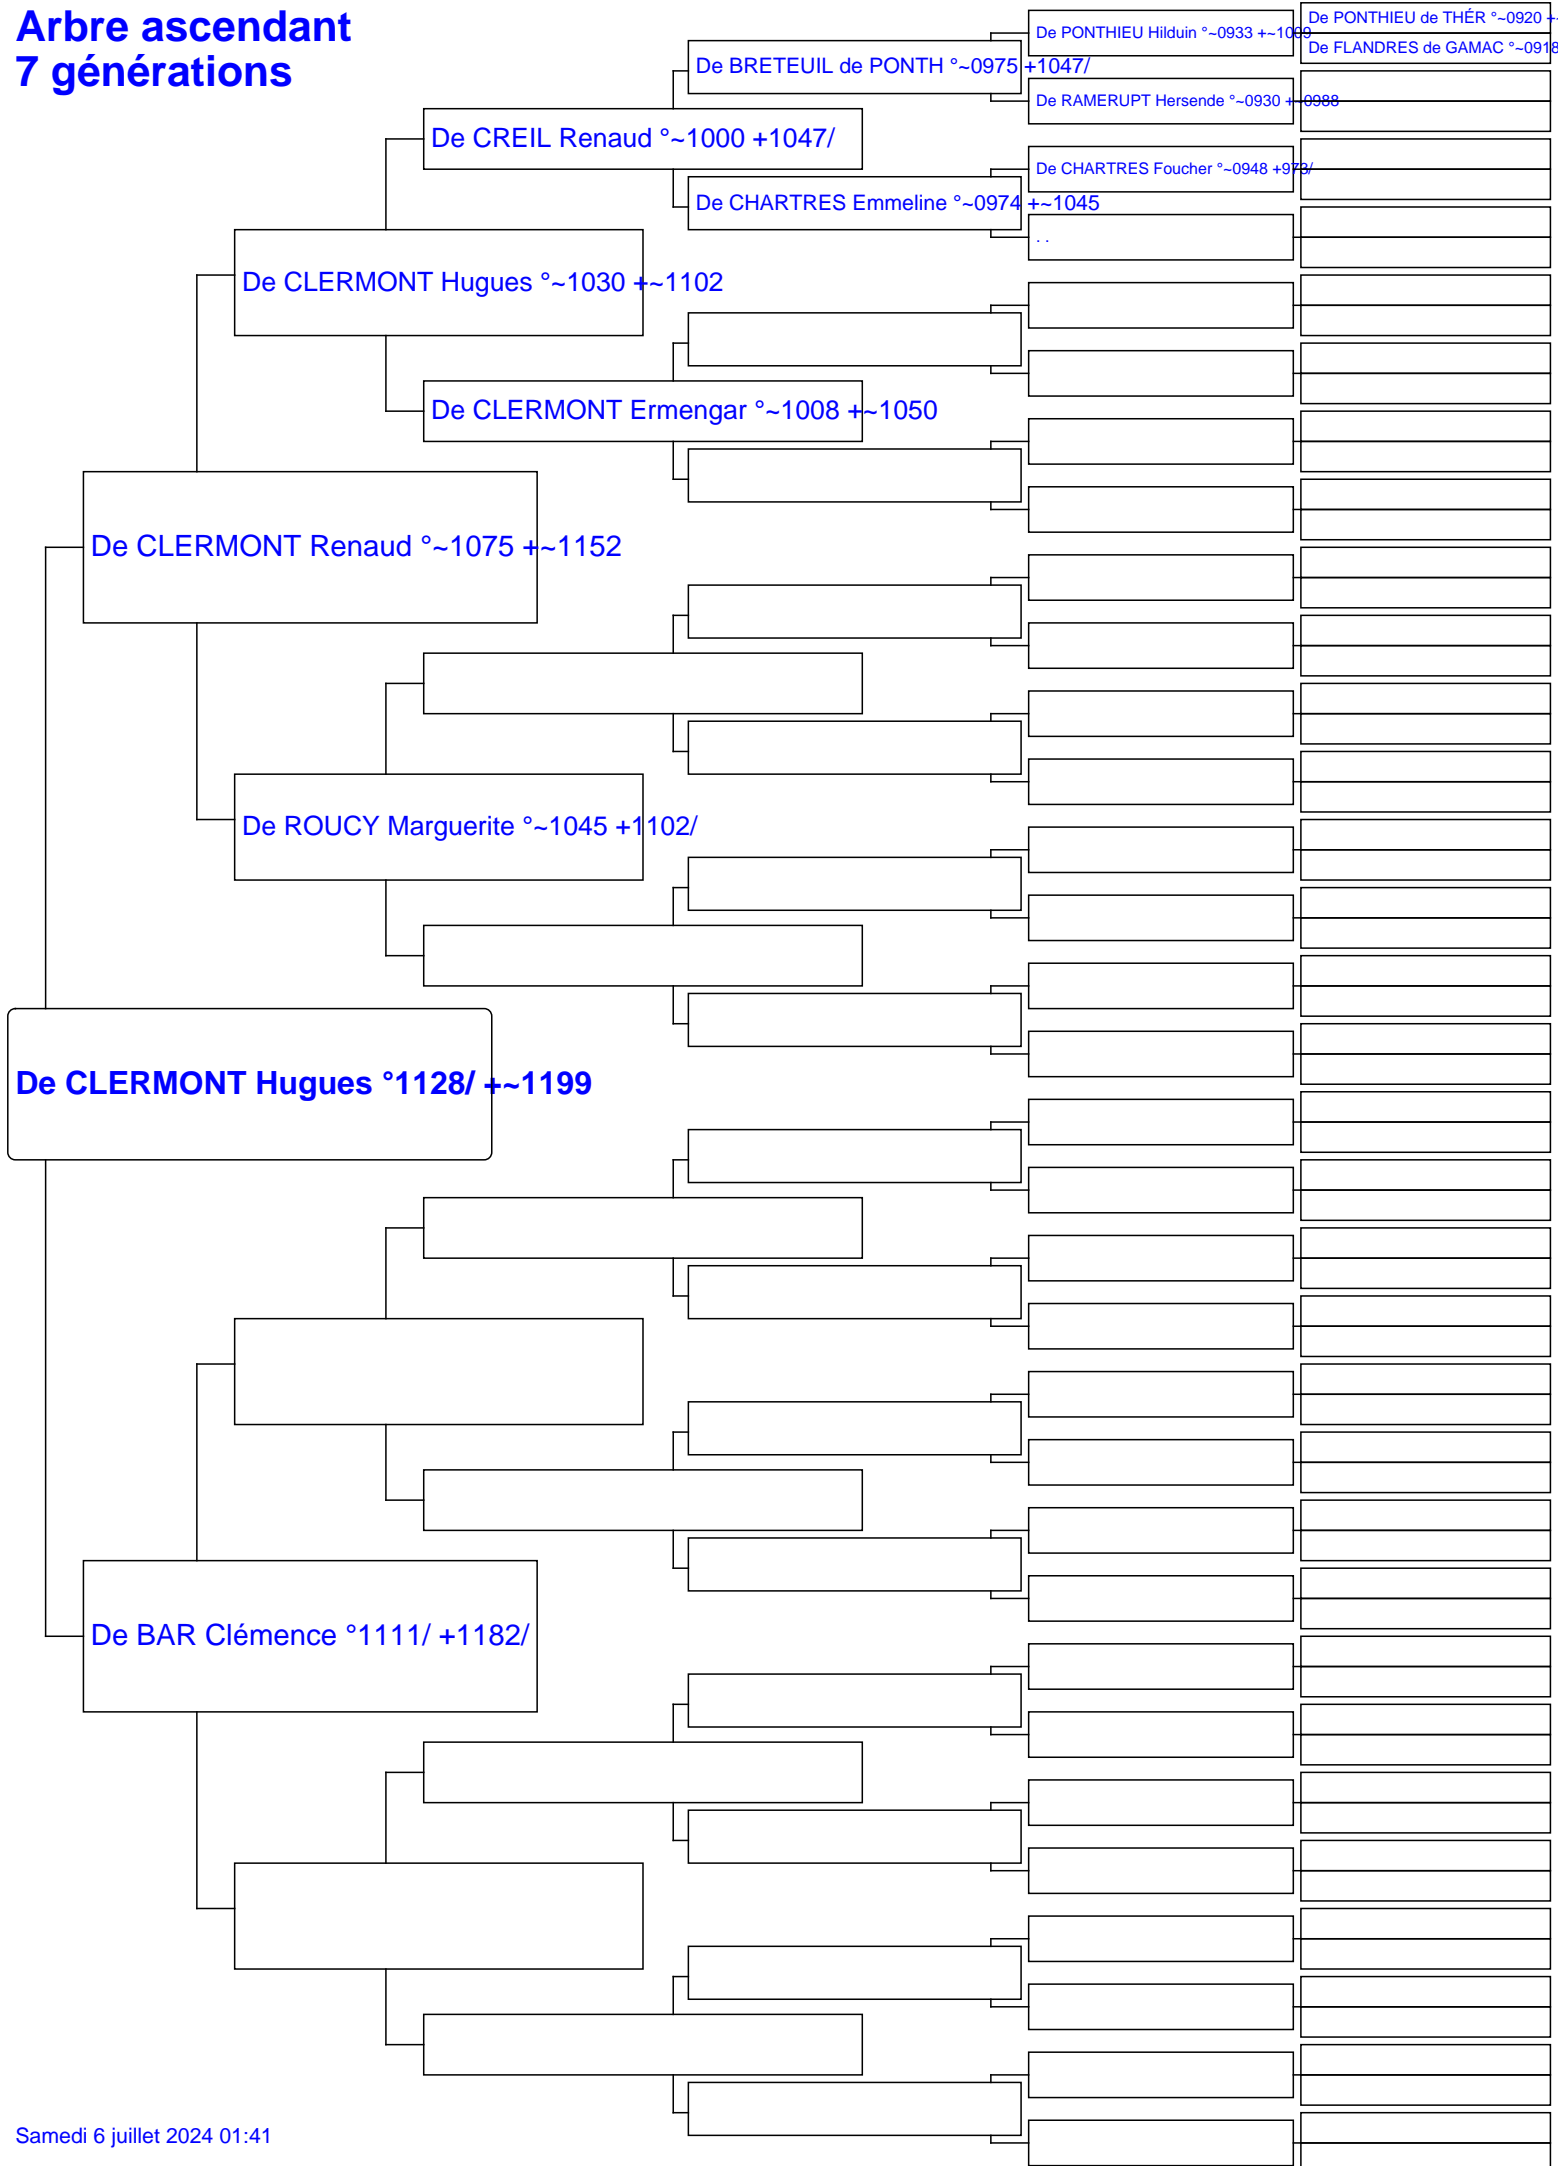 Arbre ascendant
7 générations
De PONTHIEU de THÉR °~0920 +
De PONTHIEU Hilduin °~0933 +~1009
De FLANDRES de GAMAC °~0918
De BRETEUIL de PONTH °~0975 +1047/
De RAMERUPT Hersende °~0930 +~0988
De CREIL Renaud °~1000 +1047/
De CHARTRES Foucher °~0948 +973/
De CHARTRES Emmeline °~0974 +~1045
. .
De CLERMONT Hugues °~1030 +~1102
De CLERMONT Ermengar °~1008 +~1050
De CLERMONT Renaud °~1075 +~1152
De ROUCY Marguerite °~1045 +1102/
De CLERMONT Hugues °1128/ +~1199
De BAR Clémence °1111/ +1182/
Samedi 6 juillet 2024 01:41